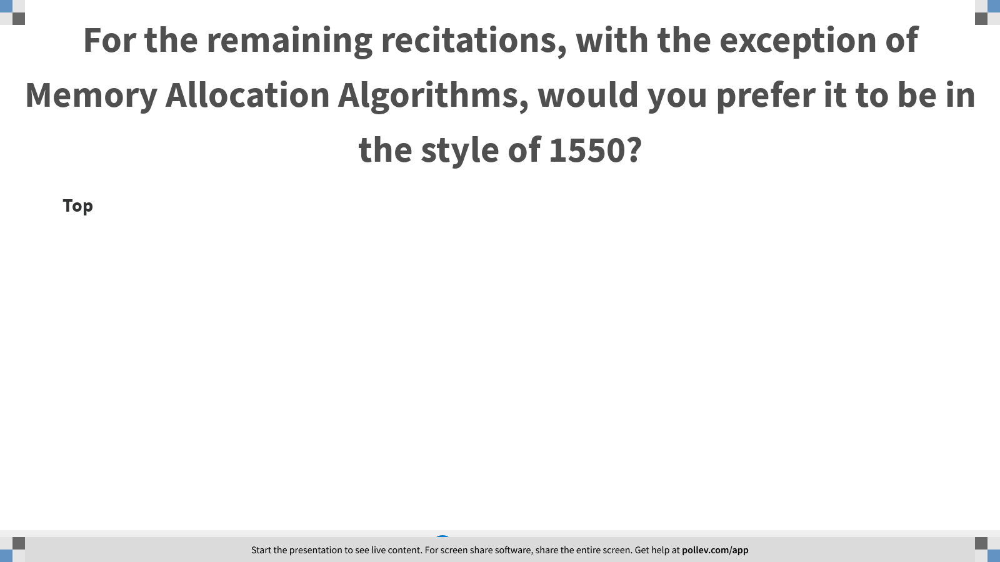 For the remaining recitations, with the exception of
Memory Allocation Algorithms, would you prefer it to be in
the style of 1550?
Top
Start the presentation to see live content. For screen share software, share the entire screen. Get help at pollev.com/app